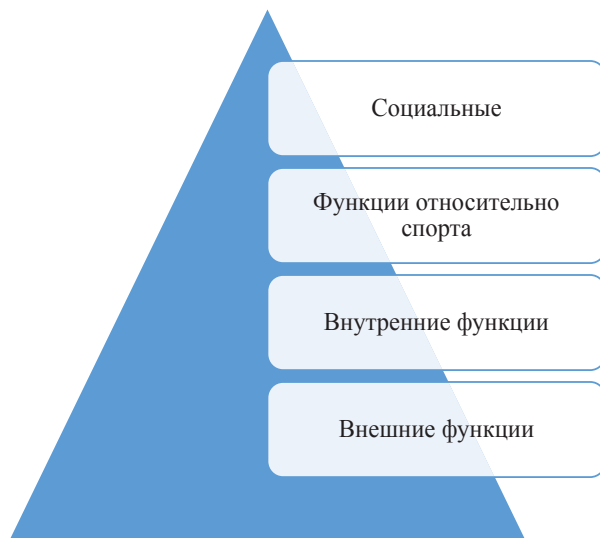 Социальные
Функции относительно
спорта
Внутренние функции
Внешние функции